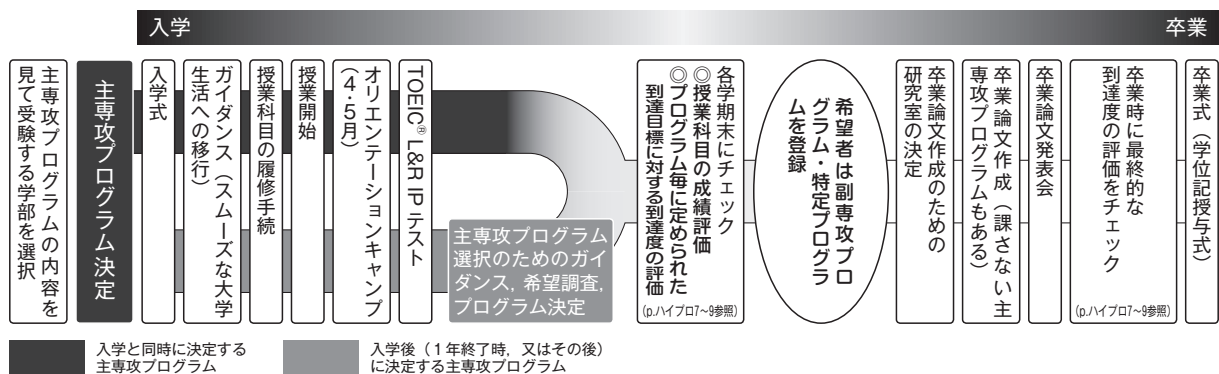 入学
卒業
主専攻プログラムの内容を
見て受験する学部を選択
主専攻プログラム決定
入学式
ガイダンス（スムーズな大学
生活への移行）
授業科目の履修手続
授業開始
オリエンテーションキャンプ
（4・5月）
TOEIC® L&R IP テスト
主専攻プログラム
選択のためのガイ
ダンス，希望調査，
プログラム決定
各学期末にチェック
◎授業科目の成績評価
◎プログラム毎に定められた
到達目標に対する到達度の評価
（p.ハイプロ7～9参照）
希望者は副専攻プロ
グラム・特定プログラ
ムを登録
卒業論文作成のための
研究室の決定
卒業論文作成（課さない主
専攻プログラムもある）
卒業論文発表会
卒業時に最終的な
到達度の評価をチェック
（p.ハイプロ7～9参照）
卒業式（学位記授与式）
入学と同時に決定する
主専攻プログラム
入学後（1年終了時，又はその後）
に決定する主専攻プログラム